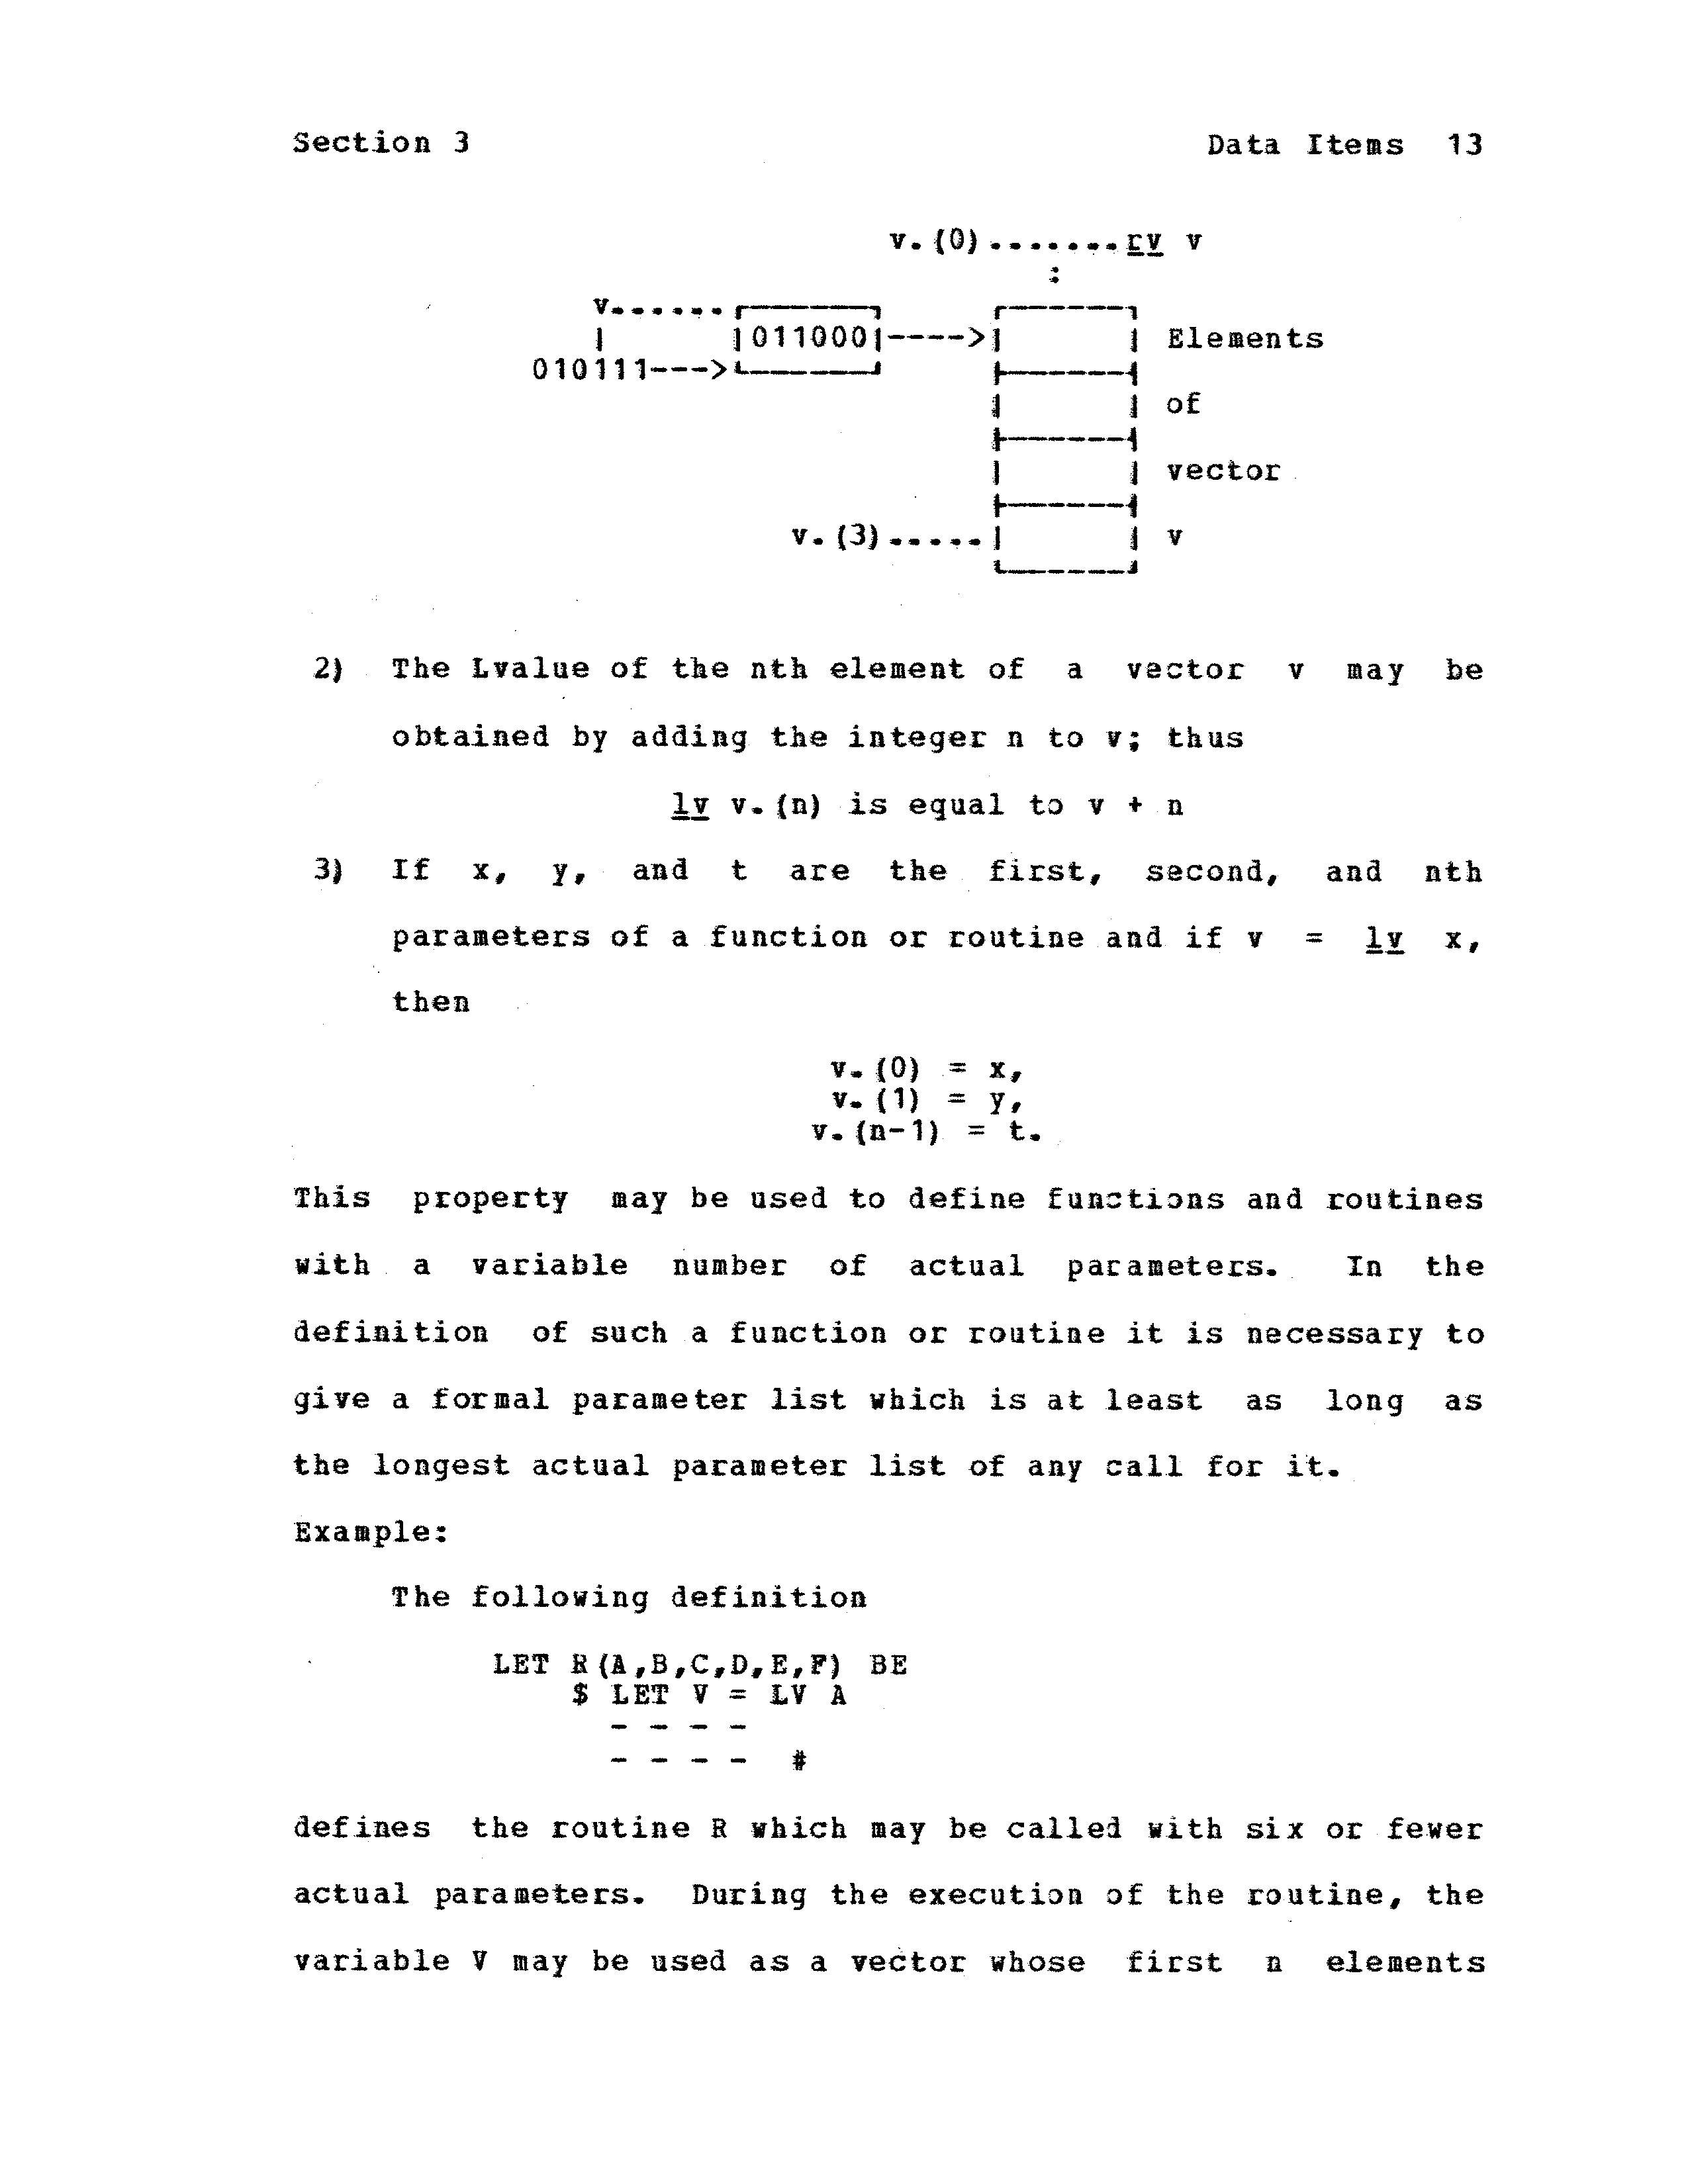 Section 3 Data Items 13
v.(0).......rv v
:
v......
|011000|---->| | Elements
010111--->
| | of
| | vector
v.(3).....| | v
2) The Lvalue of the nth element of a vector v may be
obtained by adding the integer n to v; thus
lv v.(n) is equal to v + n
3) If x, y, and t are the first, second, and nth
parameters of a function or routine and if v = lv x,
then
v.(0) = x,
v.(1) = y,
v.(n-1) = t.
This property may be used to define functions and routines
with a variable number of actual parameters. In the
definition of such a function or routine it is necessary to
give a formal parameter list which is at least as long as
the longest actual parameter list of any call for it.
Example:
The following definition
LET R(A,B,C,D,E,F) BE
$ LET V = LV A
- - - -
- - - - #
defines the routine R which may be called with six or fewer
actual parameters. During the execution of the routine, the
variable V may be used as a vector whose first n elements